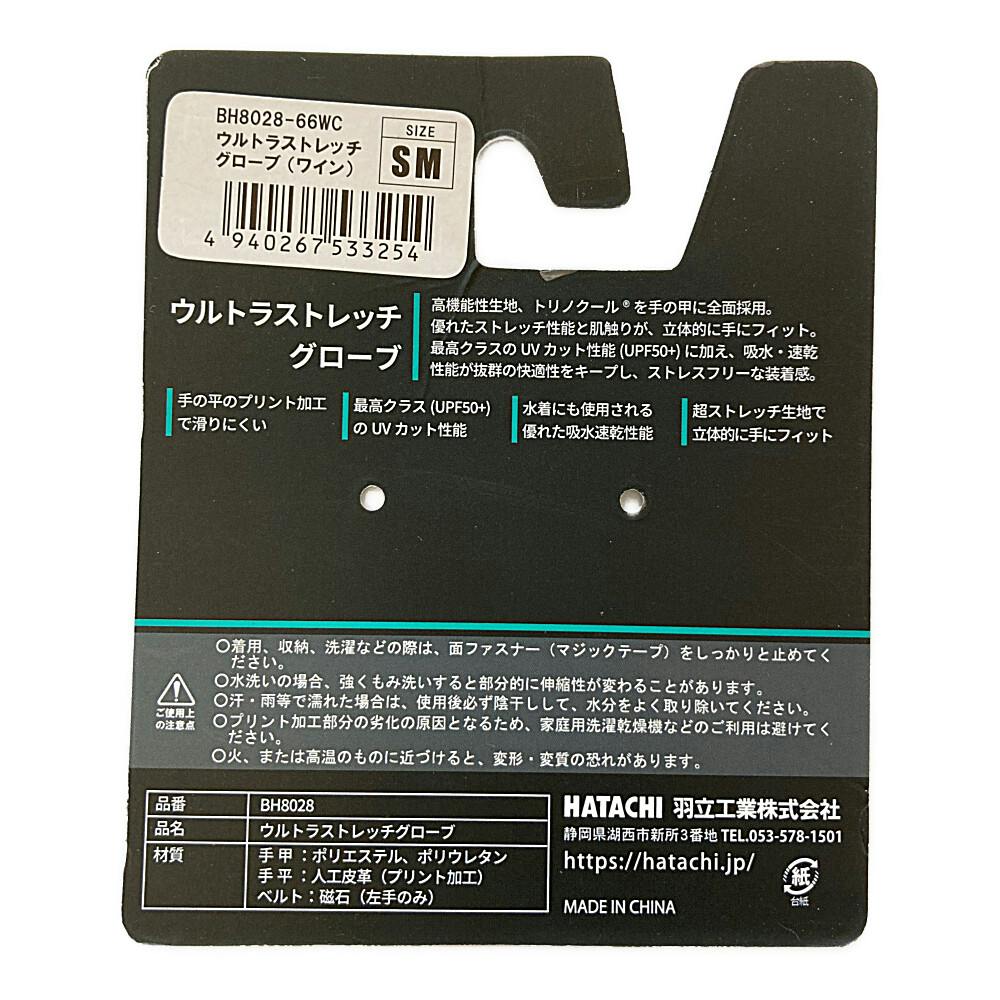 BH8028-66WC
ウルトラストレッチ
グローブ（ワイン）
SIZE
SM
4 940267 533254
ウルトラストレッチ
グローブ
高機能性生地、トリノクール®を手の甲に全面採用。
優れたストレッチ性能と肌触りが、立体的に手にフィット。
最高クラスの UV カット性能 (UPF50+) に加え、吸水・速乾
性能が抜群の快適性をキープし、ストレスフリーな装着感。
手の平のプリント加工
で滑りにくい
最高クラス (UPF50+)
の UV カット性能
水着にも使用される
優れた吸水速乾性能
超ストレッチ生地で
立体的に手にフィット
ご使用上
の注意点
○着用、収納、洗濯などの際は、面ファスナー（マジックテープ）をしっかりと止めてく
ださい。
○水洗いの場合、強くもみ洗いすると部分的に伸縮性が変わることがあります。
○汗・雨等で濡れた場合は、使用後必ず陰干しして、水分をよく取り除いてください。
○プリント加工部分の劣化の原因となるため、家庭用洗濯乾燥機などのご利用は避けてく
ださい。
○火、または高温のものに近づけると、変形・変質の恐れがあります。
品番 BH8028
品名 ウルトラストレッチグローブ
材質 手 甲：ポリエステル、ポリウレタン
手 平：人工皮革（プリント加工）
ベルト：磁石（左手のみ）
HATACHI 羽立工業株式会社
静岡県湖西市新所3番地 TEL.053-578-1501
https://hatachi.jp/
紙
台紙
MADE IN CHINA